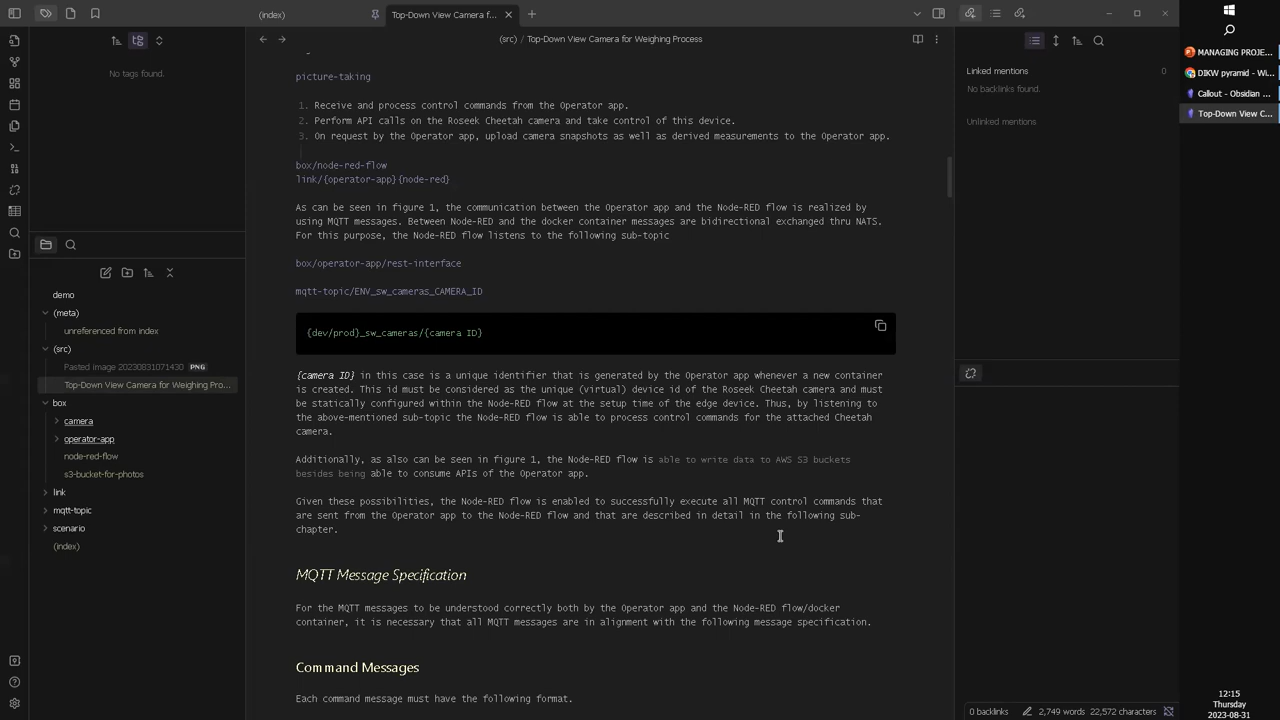 (index)
Top-Down View Camera f...
(src) / Top-Down View Camera for Weighing Process
No tags found.
demo
(meta)
unreferenced from index
(src)
Pasted image 20230831071430 PNG
Top-Down View Camera for Weighing Pro...
box
camera
operator-app
node-red-flow
s3-bucket-for-photos
link
mqtt-topic
scenario
(index)
picture-taking
1. Receive and process control commands from the Operator app.
2. Perform API calls on the Roseek Cheetah camera and take control of this device.
3. On request by the Operator app, upload camera snapshots as well as derived measurements to the Operator app.
box/node-red-flow
link/{operator-app}{node-red}
As can be seen in figure 1, the communication between the Operator app and the Node-RED flow is realized by
using MQTT messages. Between Node-RED and the docker container messages are bidirectional exchanged thru NATS.
For this purpose, the Node-RED flow listens to the following sub-topic
box/operator-app/rest-interface
mqtt-topic/ENV_sw_cameras_CAMERA_ID
{dev/prod}_sw_cameras/{camera ID}
{camera ID} in this case is a unique identifier that is generated by the Operator app whenever a new container
is created. This id must be considered as the unique (virtual) device id of the Roseek Cheetah camera and must
be statically configured within the Node-RED flow at the setup time of the edge device. Thus, by listening to
the above-mentioned sub-topic the Node-RED flow is able to process control commands for the attached Cheetah
camera.
Additionally, as also can be seen in figure 1, the Node-RED flow is able to write data to AWS S3 buckets
besides being able to consume APIs of the Operator app.
Given these possibilities, the Node-RED flow is enabled to successfully execute all MQTT control commands that
are sent from the Operator app to the Node-RED flow and that are described in detail in the following sub-
chapter.
MQTT Message Specification
For the MQTT messages to be understood correctly both by the Operator app and the Node-RED flow/docker
container, it is necessary that all MQTT messages are in alignment with the following message specification.
Command Messages
Each command message must have the following format.
Linked mentions 0
No backlinks found.
Unlinked mentions
0 backlinks 2,749 words 22,572 characters
MANAGING PROJE...
DIKW pyramid - Wi...
Callout - Obsidian ...
Top-Down View C...
12:15
Thursday
2023-08-31